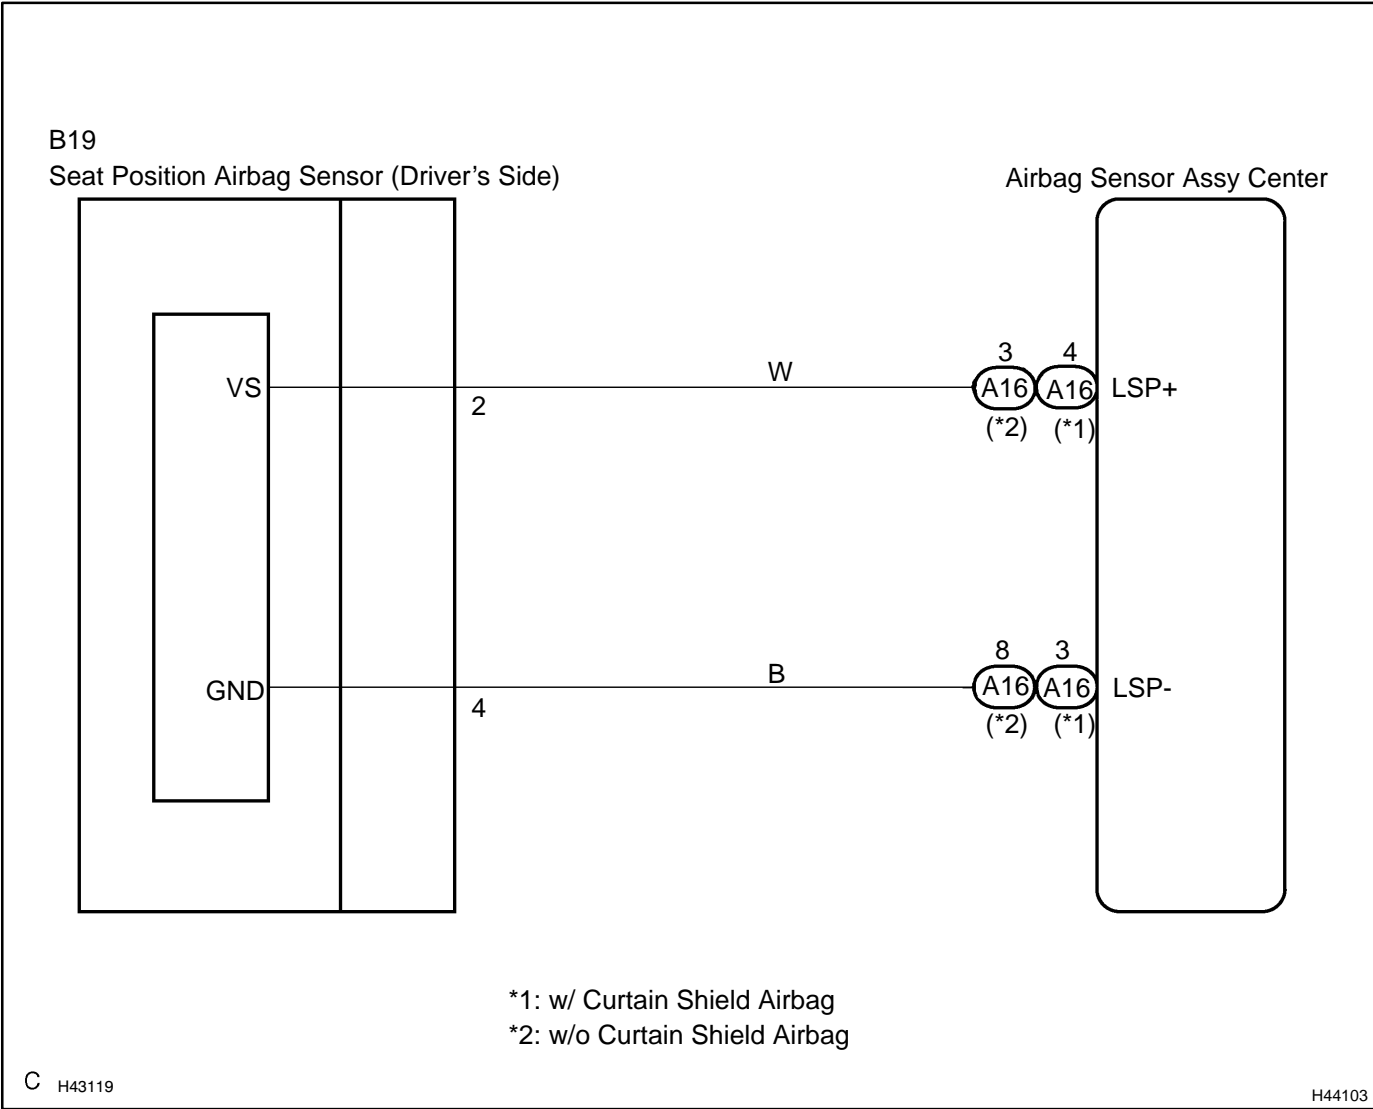 B19
Seat Position Airbag Sensor (Driver's Side)
Airbag Sensor Assy Center
VS
2
W
3
4
A16
A16
(*2)
(*1)
LSP+
GND
4
B
8
3
A16
A16
(*2)
(*1)
LSP-
*1: w/ Curtain Shield Airbag
*2: w/o Curtain Shield Airbag
C H43119
H44103